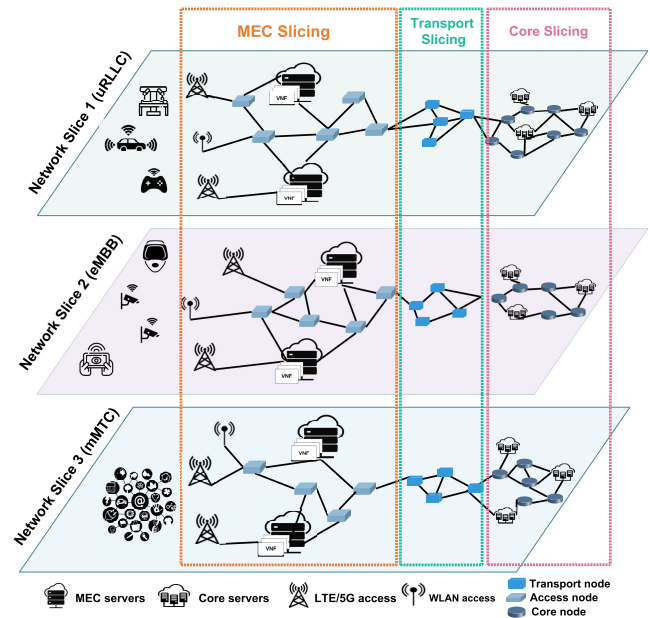 MEC Slicing
Transport
Slicing
Core Slicing
Network Slice 1 (uRLLC)
VNF
VNF
Network Slice 2 (eMBB)
VNF
VNF
Network Slice 3 (mMTC)
VNF
VNF
MEC servers
Core servers
LTE/5G access
WLAN access
Transport node
Access node
Core node